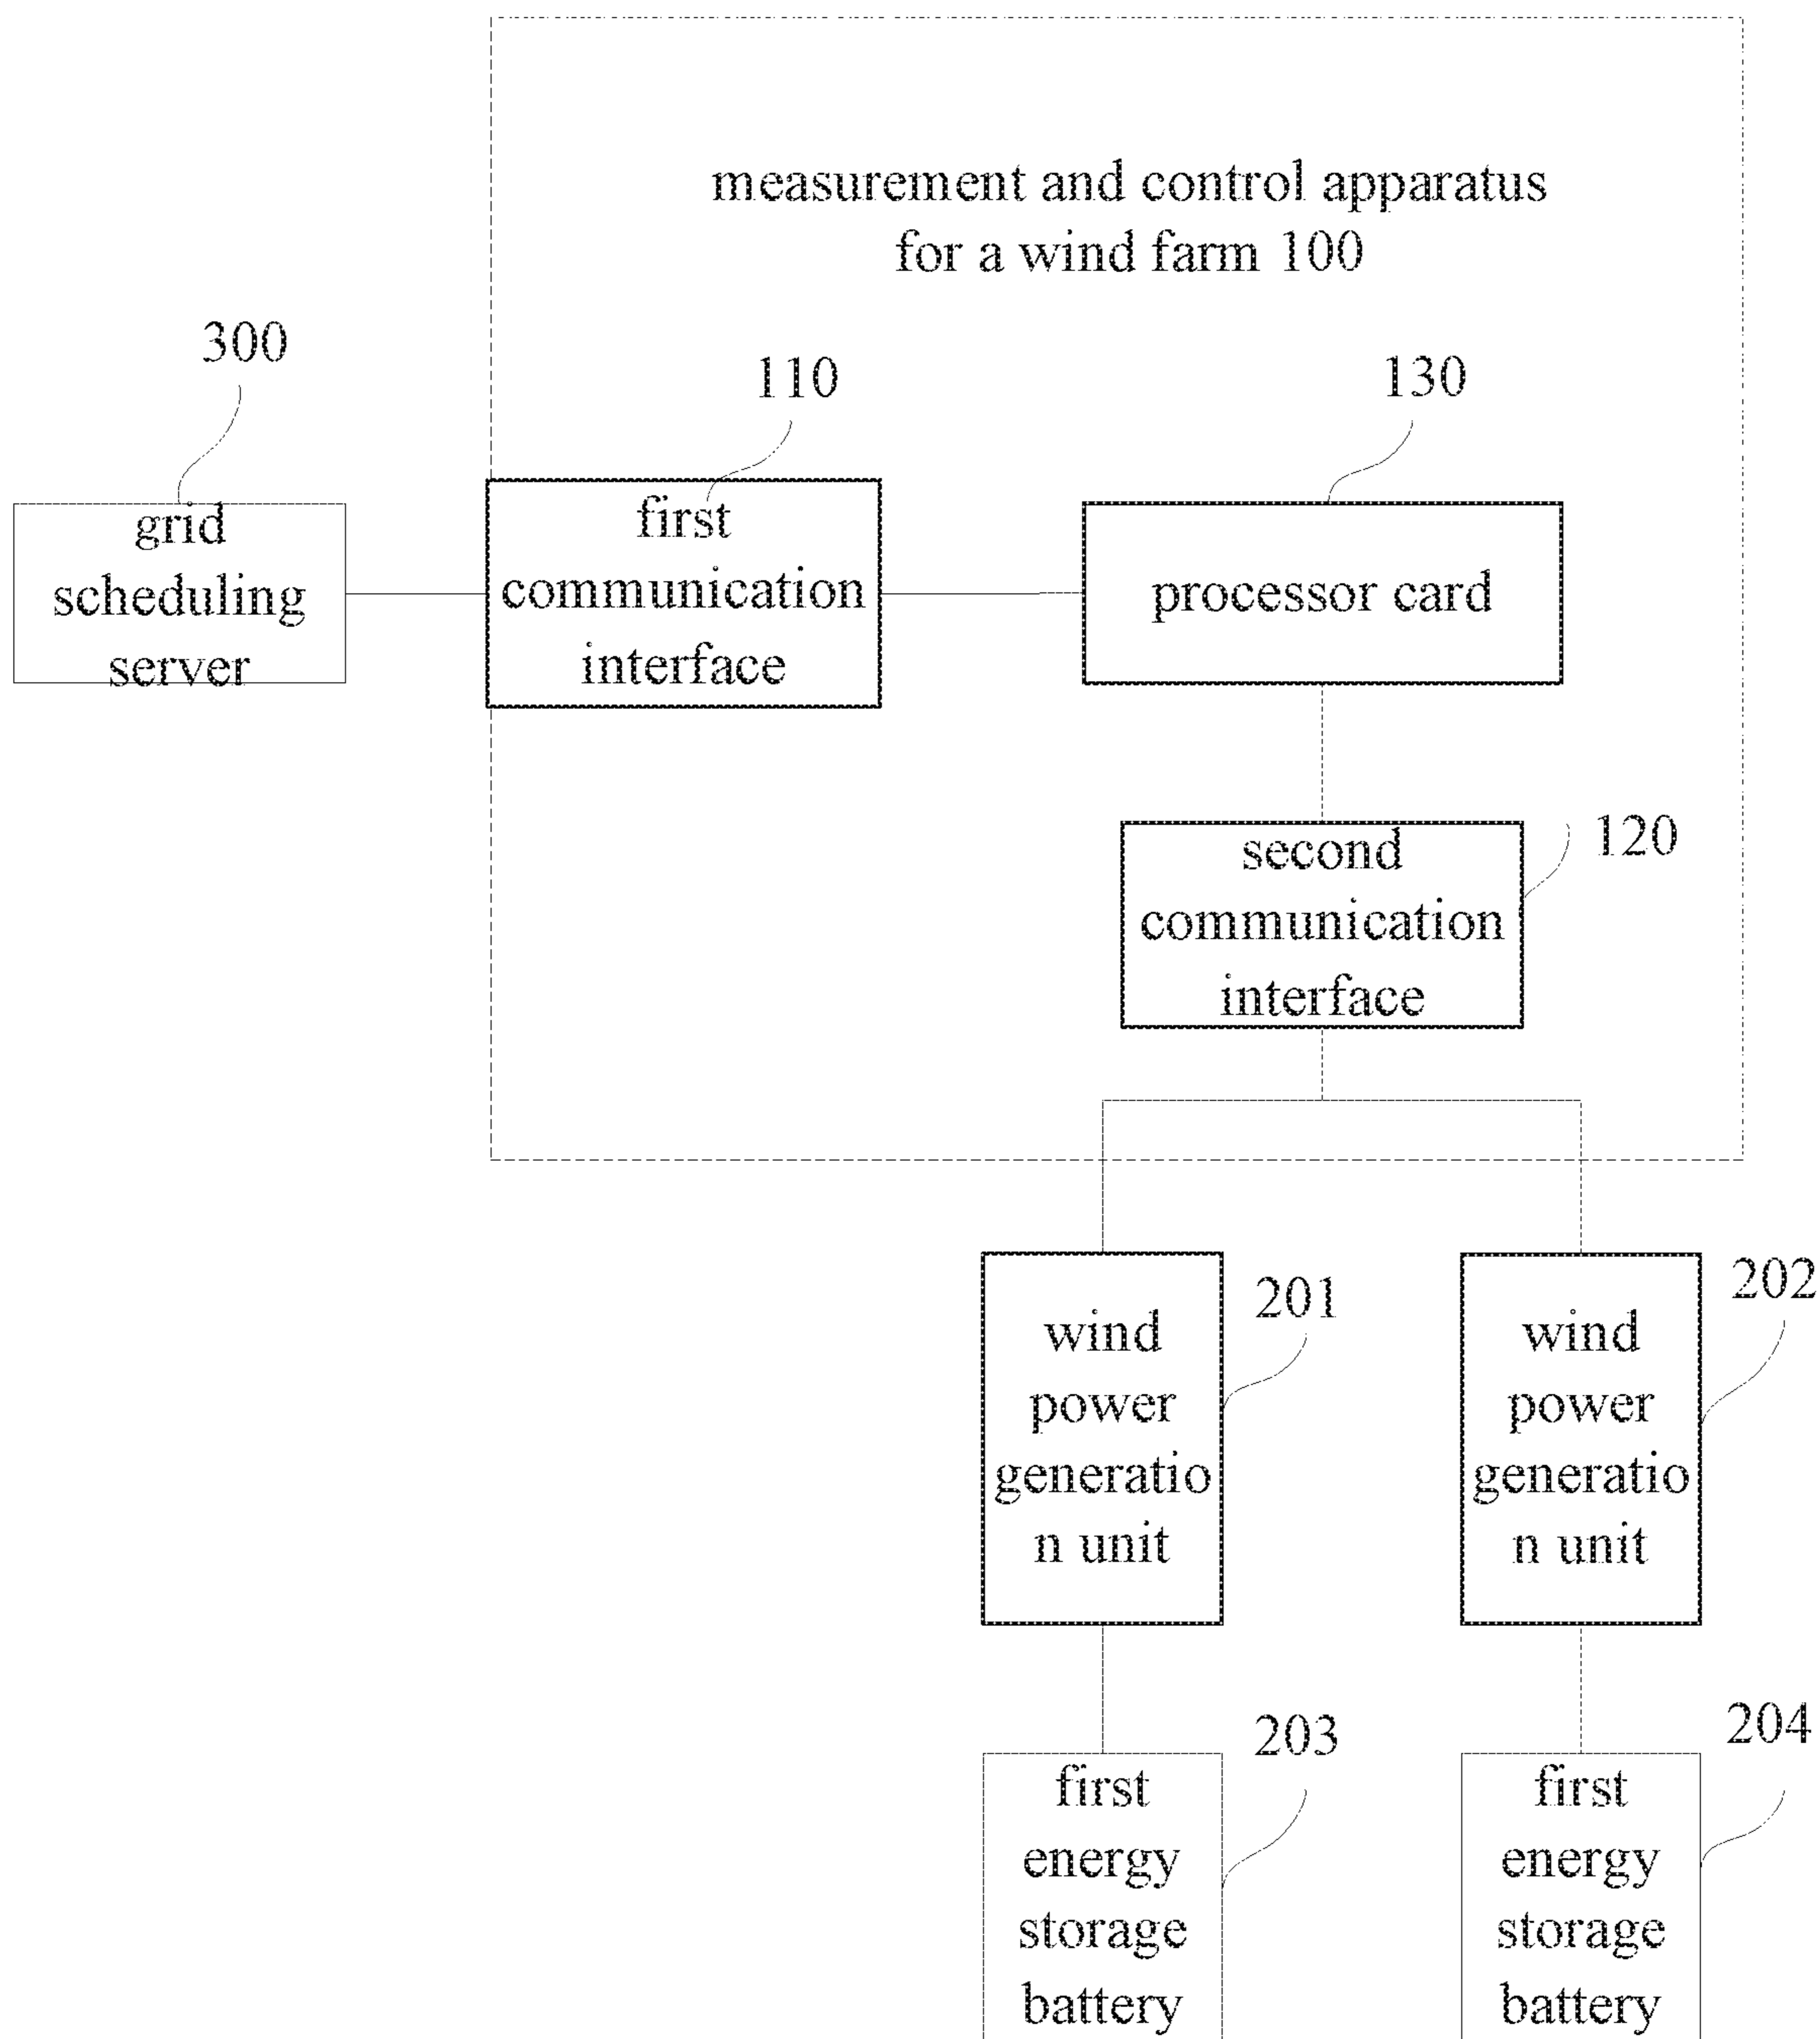 measurement and control apparatus
for a wind farm 100
300
110
130
grid
scheduling
server
first
communication
interface
processor card
120
second
communication
interface
201
wind
power
generatio
n unit
202
wind
power
generatio
n unit
203
first
energy
storage
battery
204
first
energy
storage
battery